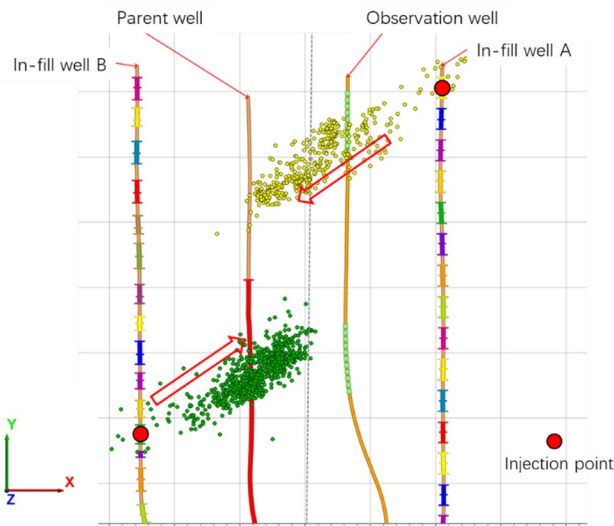 Parent well
Observation well
In-fill well B
In-fill well A
Y
X
Z
Injection point